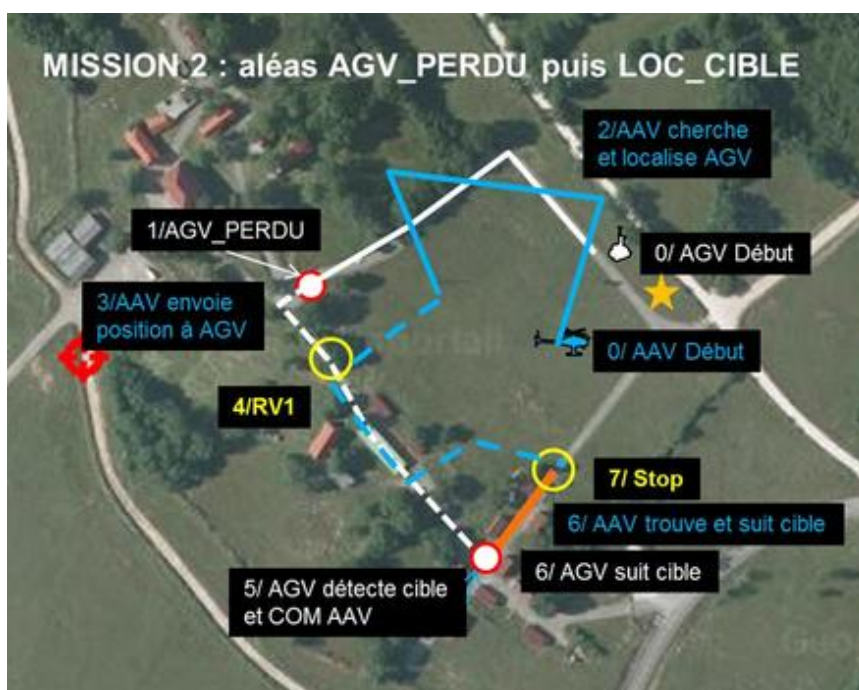 MISSION 2 : aléas AGV_PERDU puis LOC_CIBLE
2/AAV cherche
et localise AGV
1/AGV_PERDU
0/ AGV Début
3/AAV envoie
position à AGV
0/ AAV Début
4/RV1
7/ Stop
6/ AAV trouve et suit cible
5/ AGV détecte cible
et COM AAV
6/ AGV suit cible